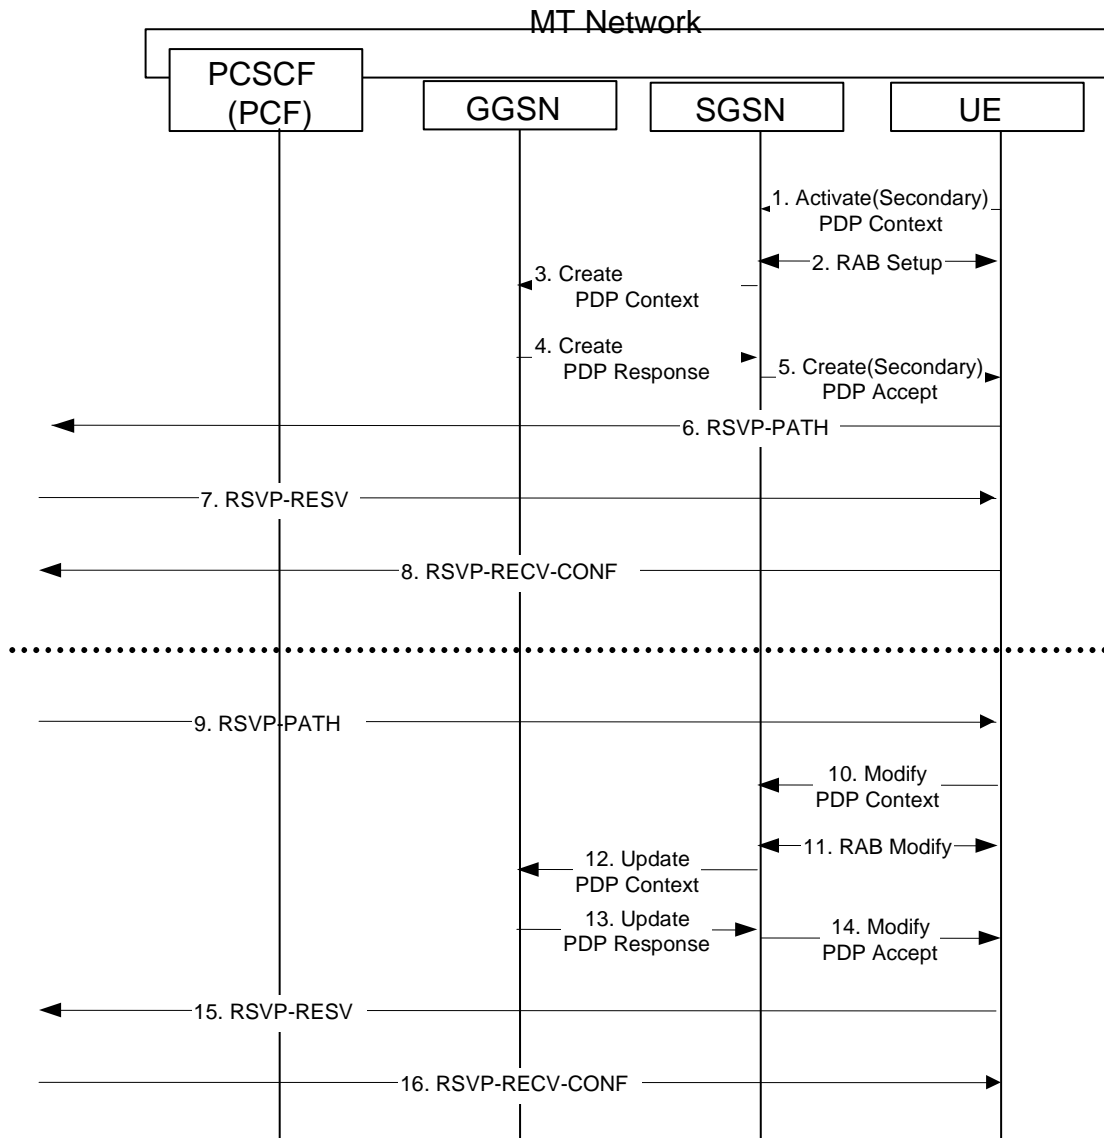 MT Network
PCSCF
(PCF)
GGSN
SGSN
UE
1. Activate(Secondary)
PDP Context
2. RAB Setup
3. Create
PDP Context
4. Create
PDP Response
5. Create(Secondary)
PDP Accept
6. RSVP-PATH
7. RSVP-RESV
8. RSVP-RECV-CONF
9. RSVP-PATH
10. Modify
PDP Context
11. RAB Modify
12. Update
PDP Context
13. Update
PDP Response
14. Modify
PDP Accept
15. RSVP-RESV
16. RSVP-RECV-CONF